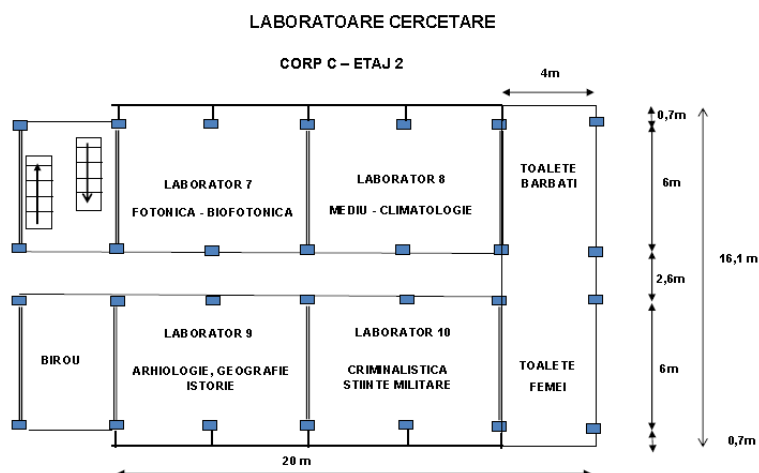 LABORATOARE CERCETARE
CORP C – ETAJ 2
4m
0,7m
LABORATOR 7
FOTONICA - BIOFOTONICA
LABORATOR 8
MEDIU - CLIMATOLOGIE
TOALETE
BARBATI
6m
16,1 m
2,6m
BIROU
LABORATOR 9
ARHIOLOGIE, GEOGRAFIE
ISTORIE
LABORATOR 10
CRIMINALISTICA
STIINTE MILITARE
TOALETE
FEMEI
6m
0,7m
20 m